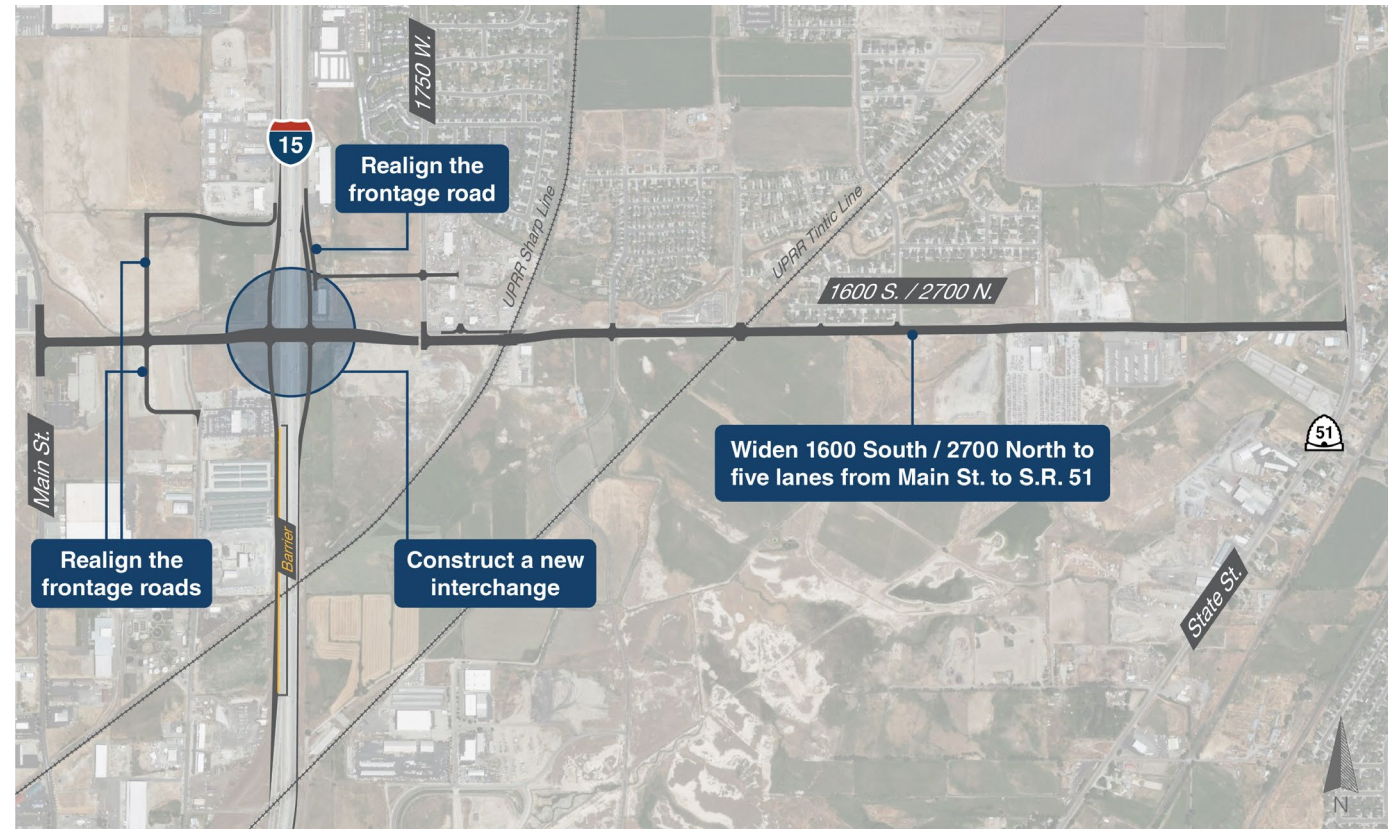 1750 W.
15
Realign the
frontage road
UPRR Sharp Line
UPRR Tintic Line
1600 S. / 2700 N.
Main St.
51
Widen 1600 South / 2700 North to
five lanes from Main St. to S.R. 51
Barrier
Realign the
frontage roads
Construct a new
interchange
State St.
N